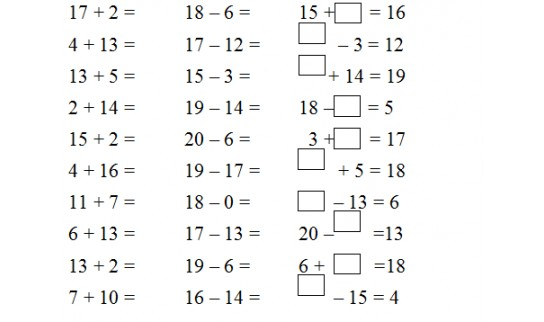 17 + 2 = 18 – 6 = 15 + □ = 16
4 + 13 = 17 – 12 = □ – 3 = 12
13 + 5 = 15 – 3 = □ + 14 = 19
2 + 14 = 19 – 14 = 18 – □ = 5
15 + 2 = 20 – 6 = 3 + □ = 17
4 + 16 = 19 – 17 = □ + 5 = 18
11 + 7 = 18 – 0 = □ – 13 = 6
6 + 13 = 17 – 13 = 20 – □ =13
13 + 2 = 19 – 6 = 6 + □ =18
7 + 10 = 16 – 14 = □ – 15 = 4